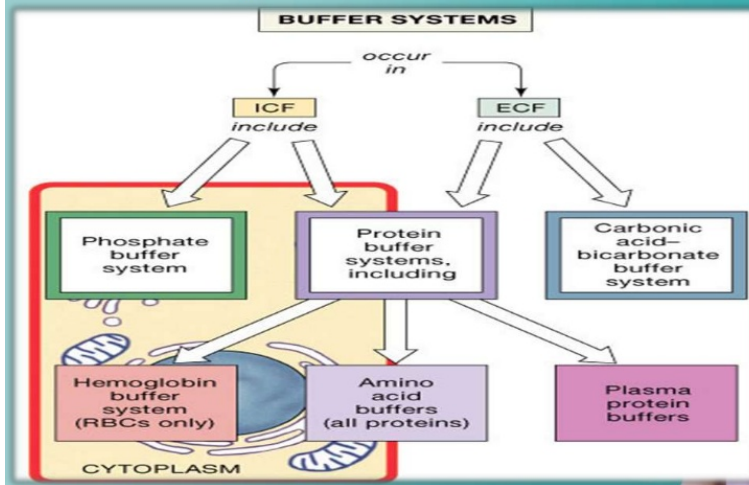 BUFFER SYSTEMS
occur
in
ICF
ECF
include
include
Phosphate
buffer
system
Protein
buffer
systems,
including
Carbonic
acid–
bicarbonate
buffer
system
Hemoglobin
buffer
system
(RBCs only)
Amino
acid
buffers
(all proteins)
Plasma
protein
buffers
CYTOPLASM